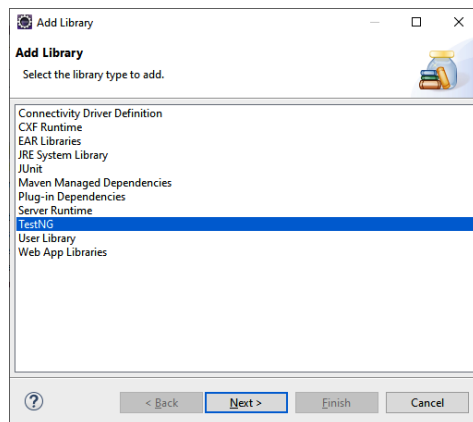 Add Library
Add Library
Select the library type to add.
Connectivity Driver Definition
CXF Runtime
EAR Libraries
JRE System Library
JUnit
Maven Managed Dependencies
Plug-in Dependencies
Server Runtime
TestNG
User Library
Web App Libraries
? < Back Next > Finish Cancel